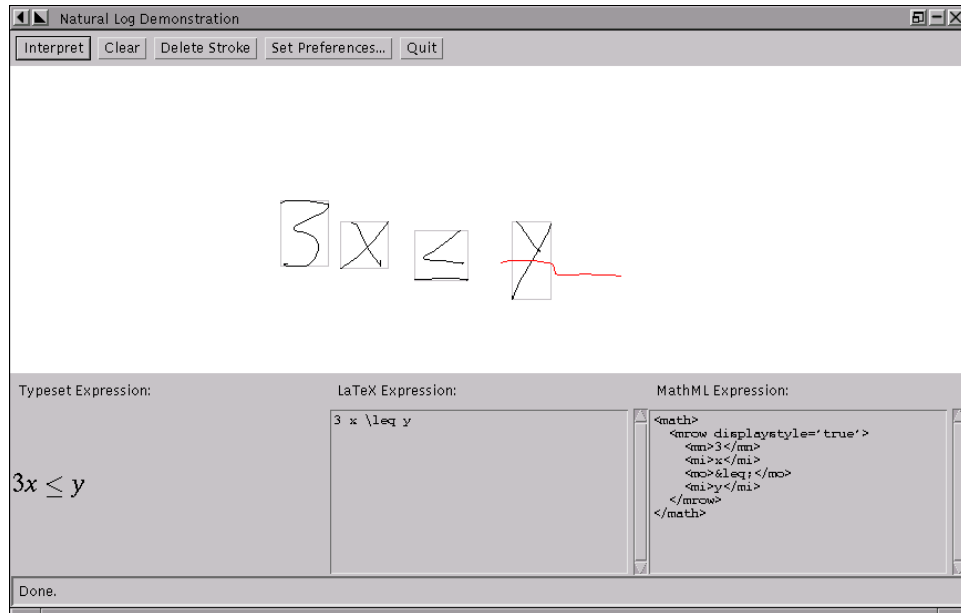 Natural Log Demonstration
Interpret Clear Delete Stroke Set Preferences... Quit
3 x ≤ y
Typeset Expression:
3x ≤ y
LaTeX Expression:
3 x \leq y
MathML Expression:
<math>
<mrow displaystyle='true'>
<mn>3</mn>
<mi>x</mi>
<mo>&leq;</mo>
<mi>y</mi>
</mrow>
</math>
Done.